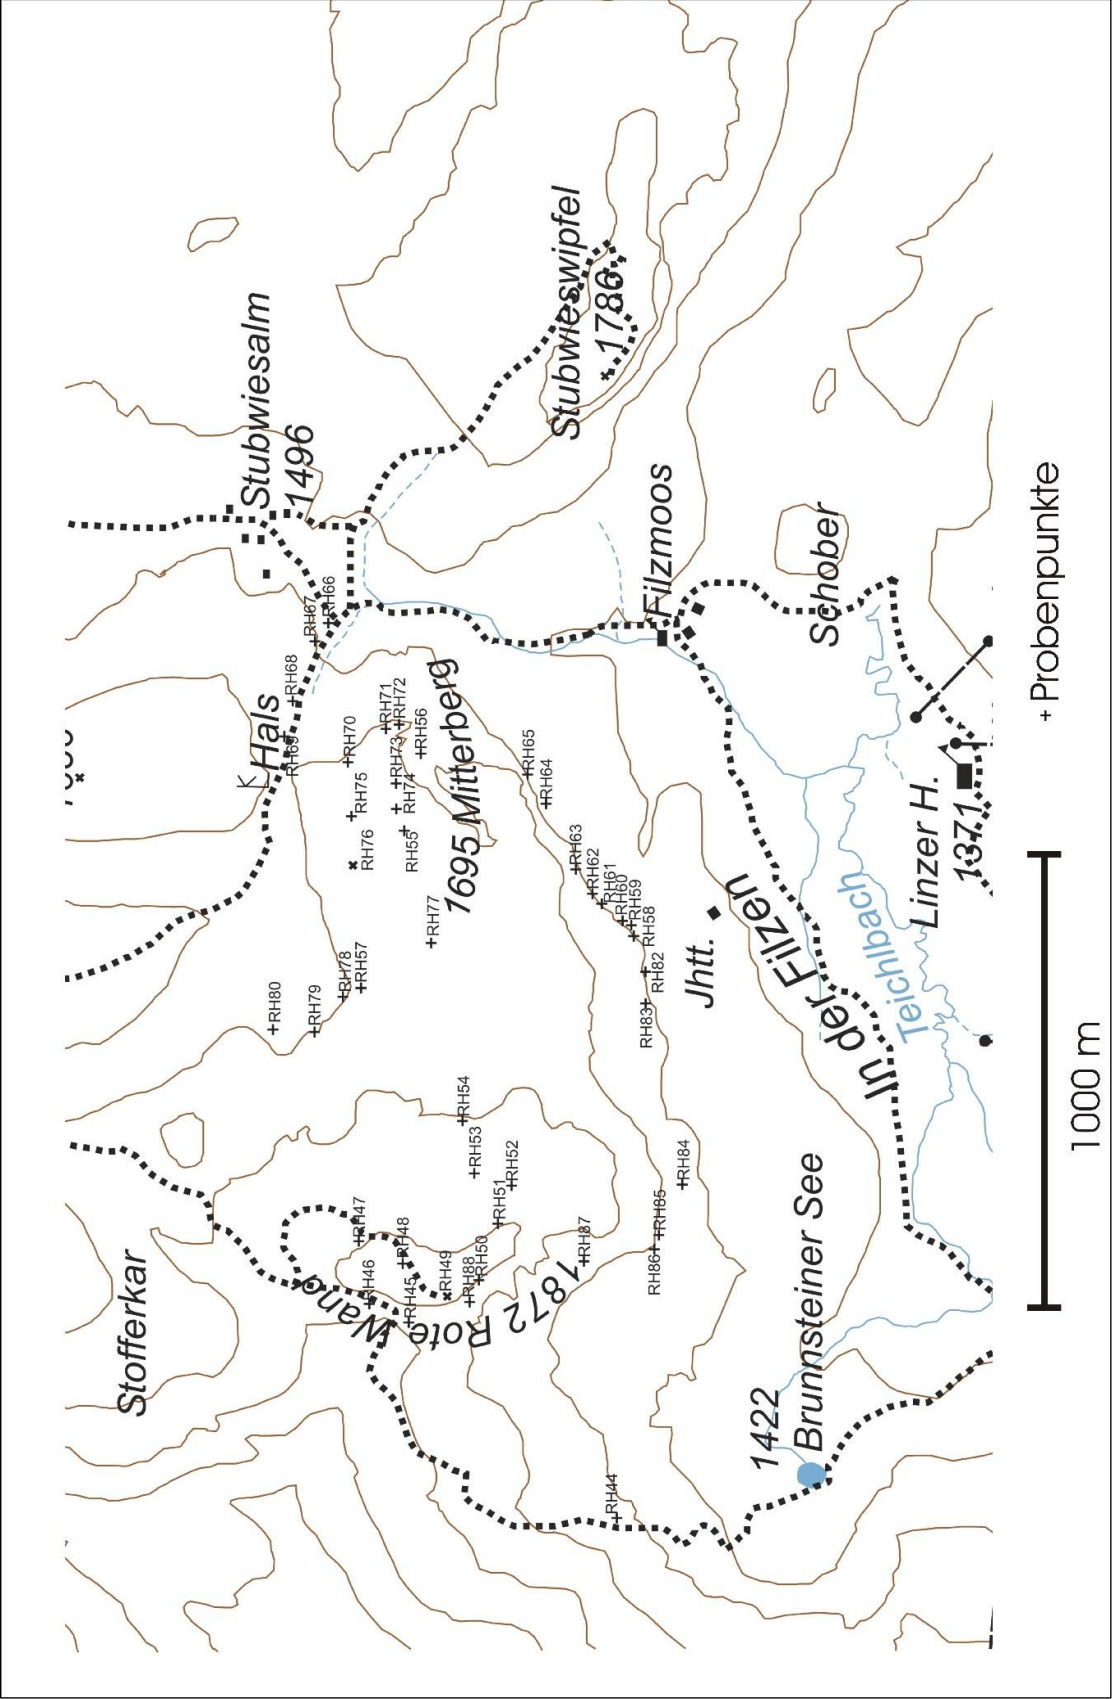 Stofferkar
Stubwiesalm
1496
K
Hals
RH80
RH79
RH78
RH57
RH69
RH68
RH67
RH66
RH70
RH75
RH76
RH71
RH72
RH73
RH74
RH56
RH55
RH77
1695 Mitterberg
Stubwieswipfel
1786
RH47
RH46
RH48
RH45
RH49
RH88
RH50
RH51
RH52
RH53
RH54
1872 Rote Wand
RH87
RH86
RH85
RH84
RH83
RH82
RH58
RH59
RH60
RH61
RH62
RH63
RH64
RH65
RH44
Filzmoos
Jhtt.
In der Filzen
Schober
1422
Brunnsteiner See
Teichlbach
Linzer H.
1371
1000 m
+ Probenpunkte